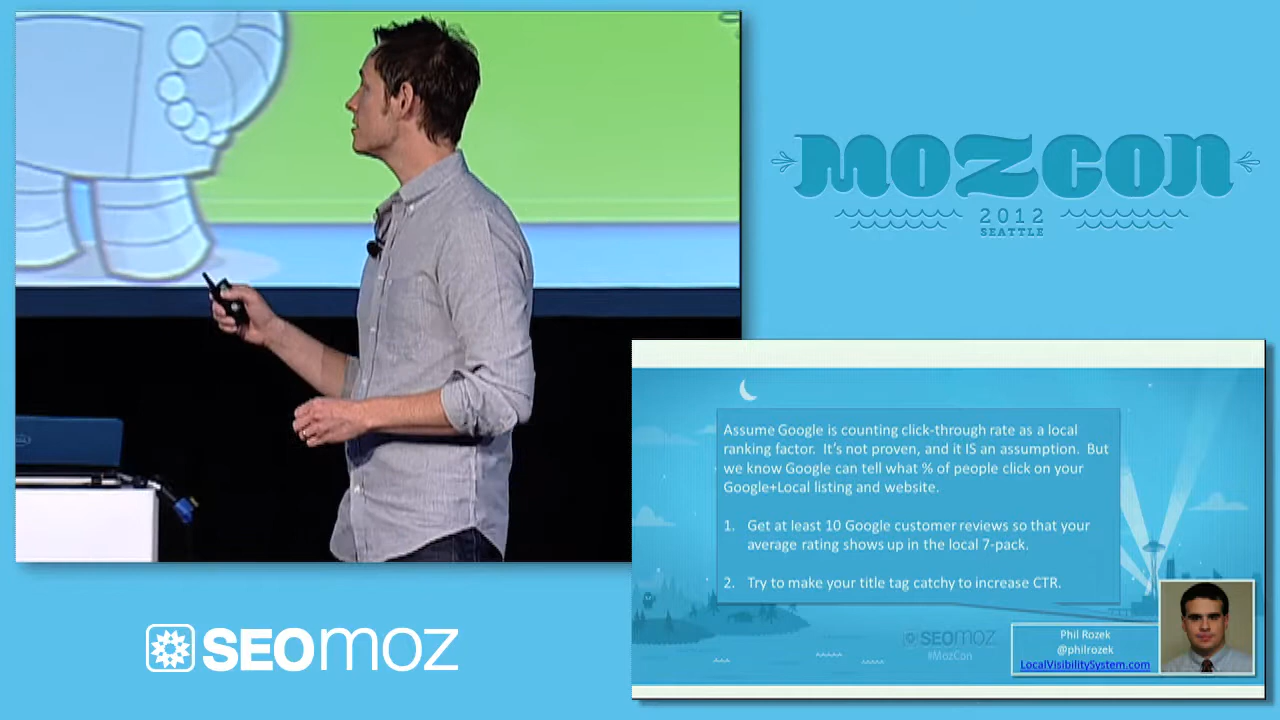 MOZCON
2012
SEATTLE
Assume Google is counting click-through rate as a local
ranking factor.  It's not proven, and it IS an assumption.  But
we know Google can tell what % of people click on your
Google+Local listing and website.
1.   Get at least 10 Google customer reviews so that your
average rating shows up in the local 7-pack.
2.   Try to make your title tag catchy to increase CTR.
SEOmoz
#MozCon
Phil Rozek
@philrozek
LocalVisibilitySystem.com
SEOmoz